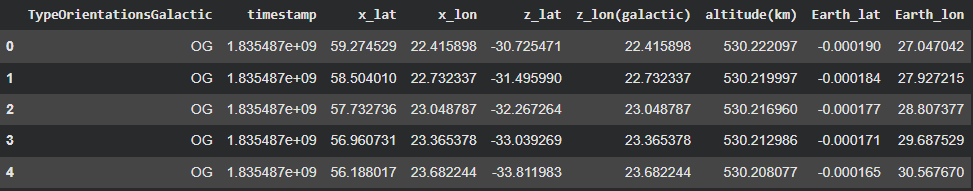 TypeOrientationsGalactic timestamp x_lat x_lon z_lat z_lon(galactic) altitude(km) Earth_lat Earth_lon
0 OG 1.835487e+09 59.274529 22.415898 -30.725471 22.415898 530.222097 -0.000190 27.047042
1 OG 1.835487e+09 58.504010 22.732337 -31.495990 22.732337 530.219997 -0.000184 27.927215
2 OG 1.835487e+09 57.732736 23.048787 -32.267264 23.048787 530.216960 -0.000177 28.807377
3 OG 1.835487e+09 56.960731 23.365378 -33.039269 23.365378 530.212986 -0.000171 29.687529
4 OG 1.835487e+09 56.188017 23.682244 -33.811983 23.682244 530.208077 -0.000165 30.567670